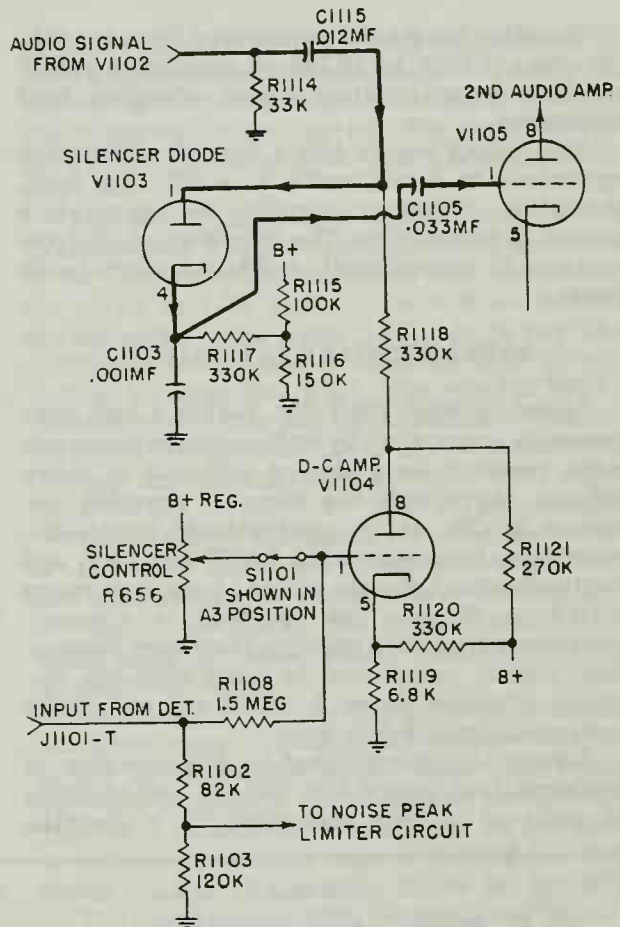 C1115
.012MF
AUDIO SIGNAL
FROM V1102
R1114
33K
2ND AUDIO AMP.
V1105
8
1
5
SILENCER DIODE
V1103
1
4
C1105
.033MF
B+
R1115
100K
R1117
330K
R1116
150K
C1103
.001MF
R1118
330K
D-C AMP.
V1104
8
1
5
B+ REG.
SILENCER
CONTROL
R656
S1101
SHOWN IN
A3 POSITION
R1121
270K
R1120
330K
B+
R1119
6.8K
R1108
1.5 MEG
INPUT FROM DET.
J1101-T
R1102
82K
TO NOISE PEAK
LIMITER CIRCUIT
R1103
120K